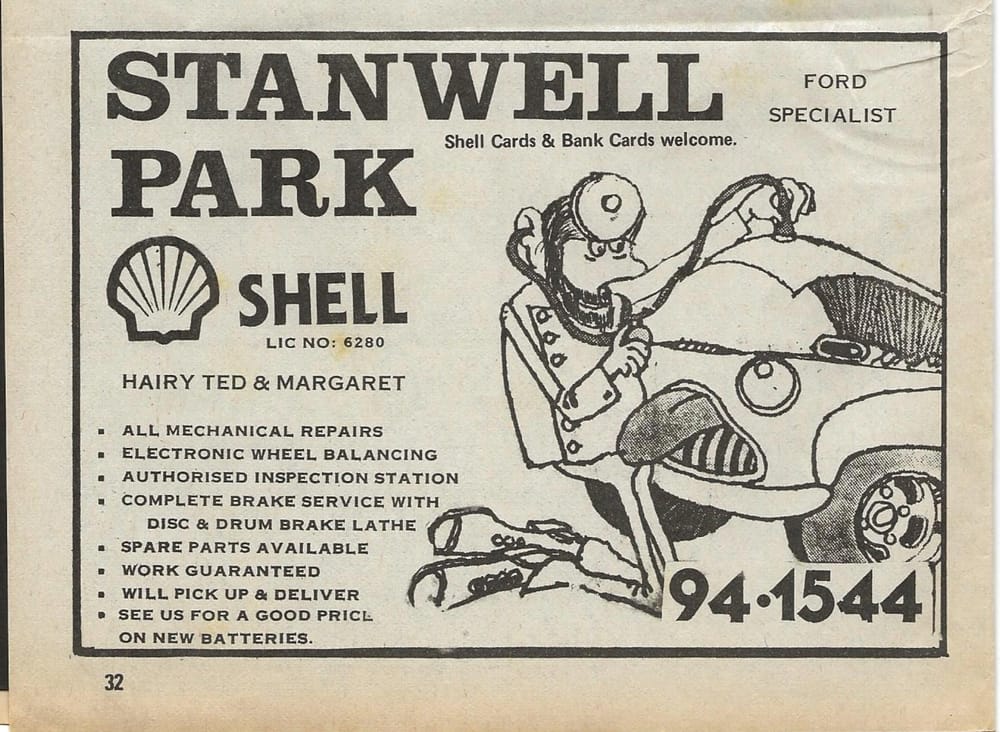 STANWELL
PARK
FORD
SPECIALIST
Shell Cards & Bank Cards welcome.
SHELL
LIC NO: 6280
HAIRY TED & MARGARET
▪ ALL MECHANICAL REPAIRS
▪ ELECTRONIC WHEEL BALANCING
▪ AUTHORISED INSPECTION STATION
▪ COMPLETE BRAKE SERVICE WITH
DISC & DRUM BRAKE LATHE
▪ SPARE PARTS AVAILABLE
▪ WORK GUARANTEED
▪ WILL PICK UP & DELIVER
▪ SEE US FOR A GOOD PRICE
ON NEW BATTERIES.
94·1544
32